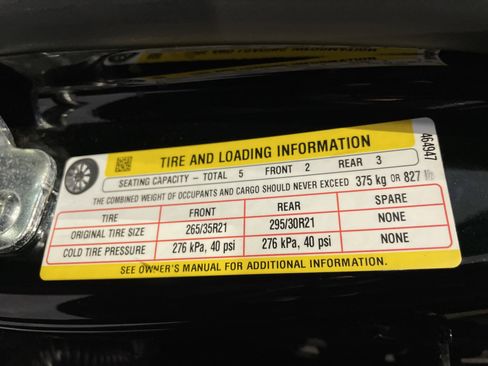 TIRE AND LOADING INFORMATION
SEATING CAPACITY - TOTAL 5 FRONT 2 REAR 3
THE COMBINED WEIGHT OF OCCUPANTS AND CARGO SHOULD NEVER EXCEED 375 kg OR 827 lb
TIRE FRONT REAR SPARE
ORIGINAL TIRE SIZE 265/35R21 295/30R21 NONE
COLD TIRE PRESSURE 276 kPa, 40 psi 276 kPa, 40 psi NONE
SEE OWNER'S MANUAL FOR ADDITIONAL INFORMATION.
464947